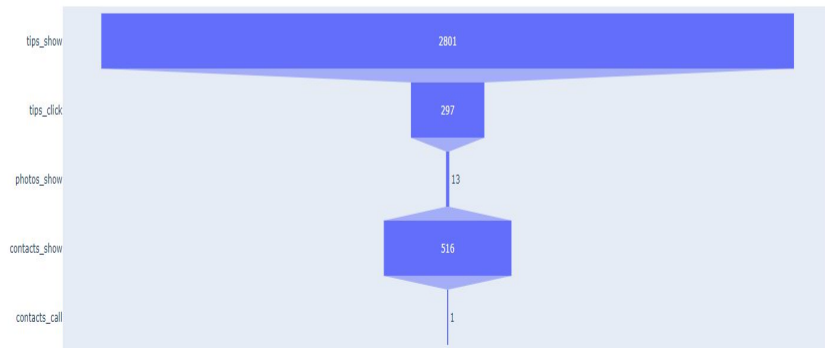 tips_show 2801
tips_click 297
photos_show 13
contacts_show 516
contacts_call 1